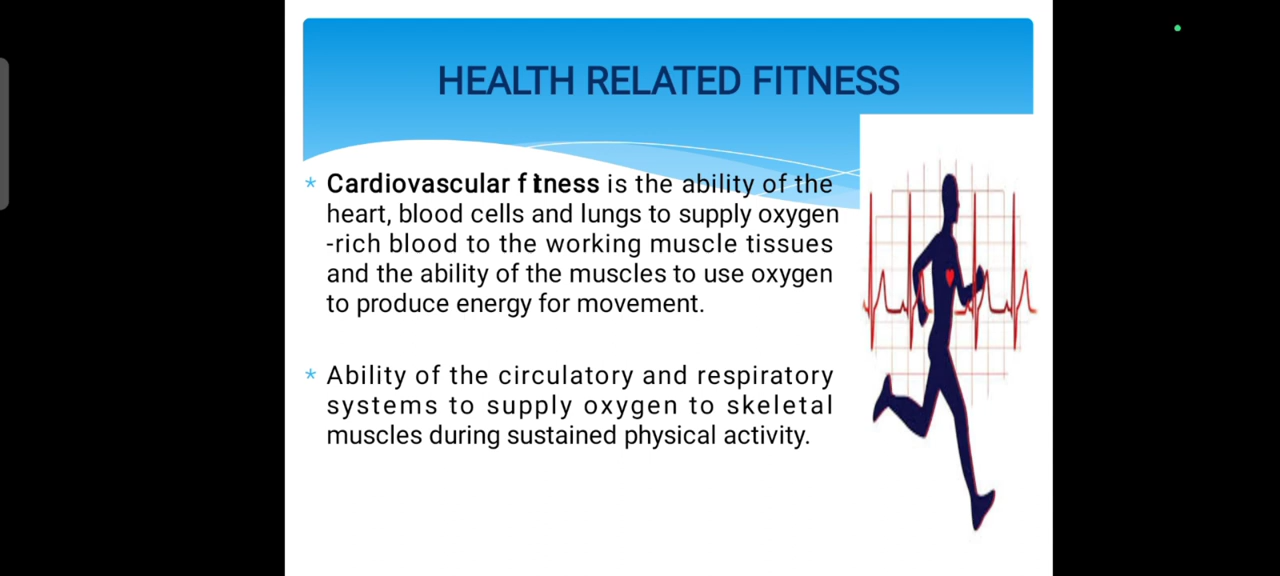 HEALTH RELATED FITNESS
* Cardiovascular fitness is the ability of the
heart, blood cells and lungs to supply oxygen
-rich blood to the working muscle tissues
and the ability of the muscles to use oxygen
to produce energy for movement.
* Ability of the circulatory and respiratory
systems to supply oxygen to skeletal
muscles during sustained physical activity.